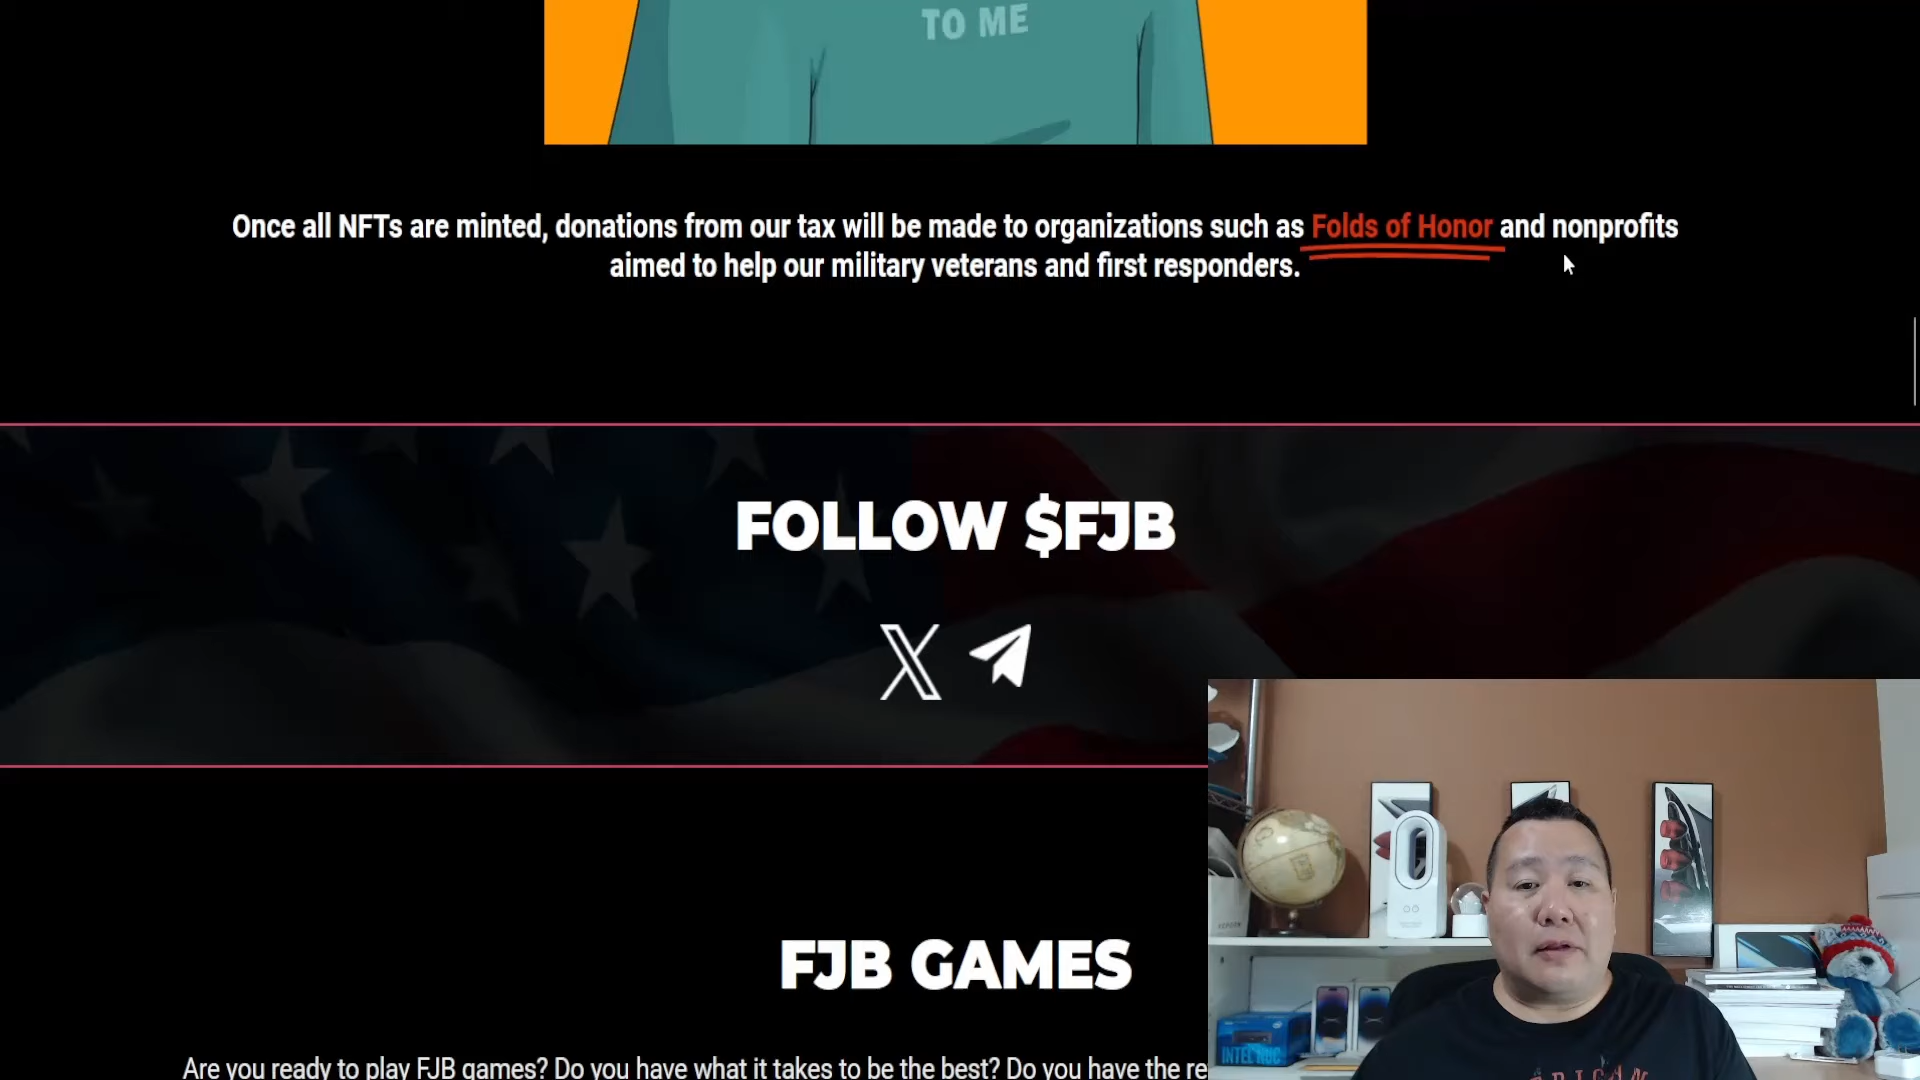 TO ME
Once all NFTs are minted, donations from our tax will be made to organizations such as Folds of Honor and nonprofits
aimed to help our military veterans and first responders.
FOLLOW $FJB
FJB GAMES
Are you ready to play FJB games? Do you have what it takes to be the best? Do you have the re
INTEL NUC